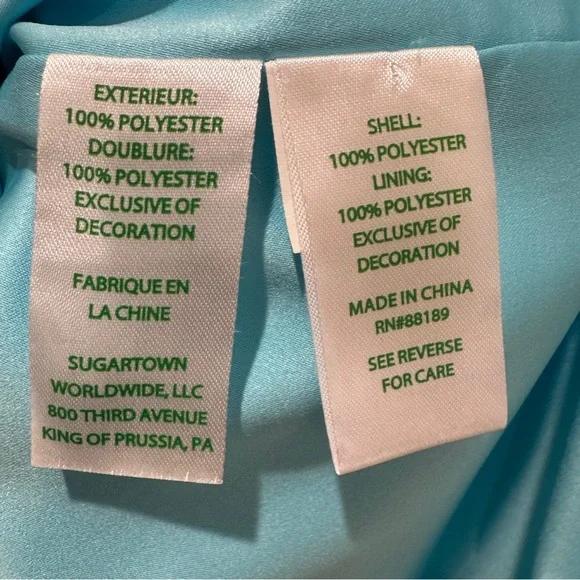 EXTERIEUR:
100% POLYESTER
DOUBLURE:
100% POLYESTER
EXCLUSIVE OF
DECORATION
FABRIQUE EN
LA CHINE
SUGARTOWN
WORLDWIDE, LLC
800 THIRD AVENUE
KING OF PRUSSIA, PA
SHELL:
100% POLYESTER
LINING:
100% POLYESTER
EXCLUSIVE OF
DECORATION
MADE IN CHINA
RN#88189
SEE REVERSE
FOR CARE